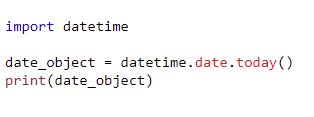 import datetime
date_object = datetime.date.today()
print(date_object)